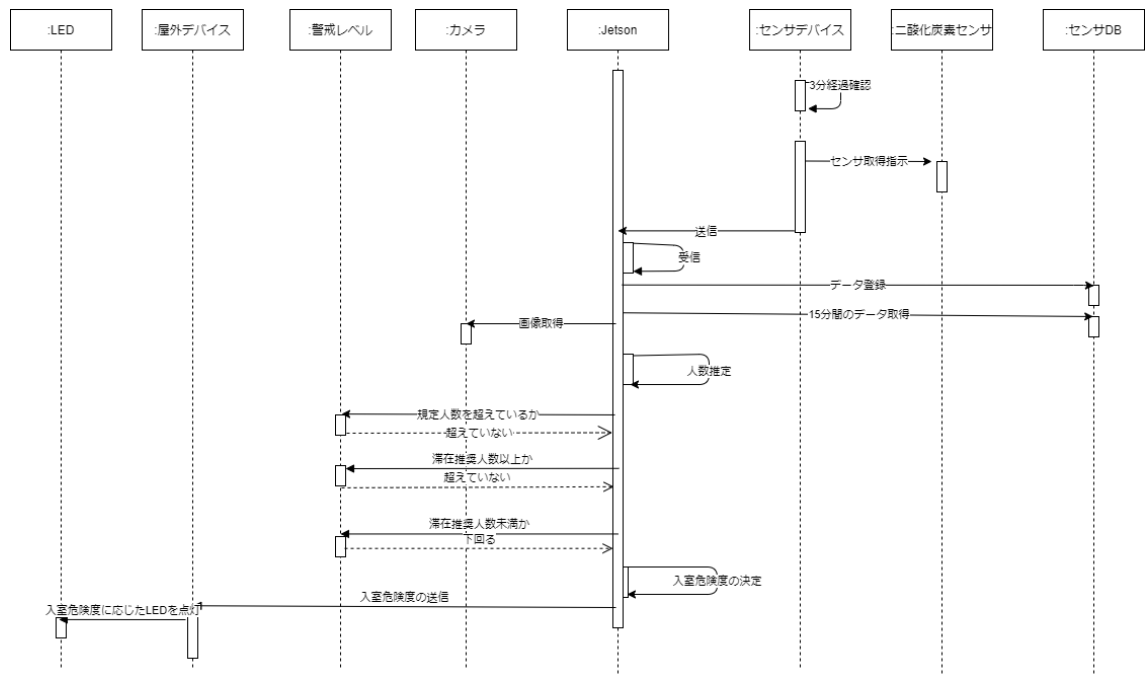 :LED
:屋外デバイス
:警戒レベル
:カメラ
:Jetson
:センサデバイス
:二酸化炭素センサ
:センサDB
3分経過確認
センサ取得指示
送信
受信
データ登録
15分間のデータ取得
画像取得
人数推定
規定人数を超えているか
超えていない
滞在推奨人数以上か
超えていない
滞在推奨人数未満か
下回る
入室危険度の決定
入室危険度の送信
入室危険度に応じたLEDを点灯